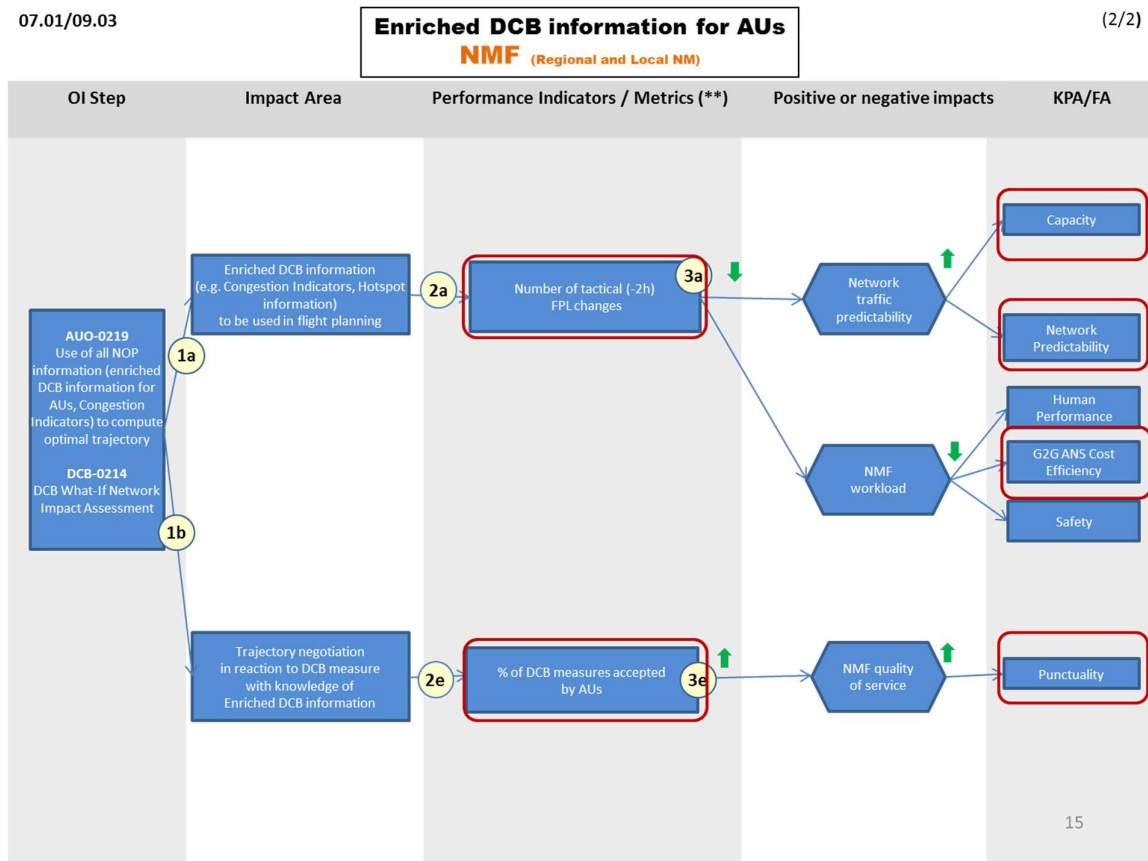 07.01/09.03
Enriched DCB information for AUs
NMF (Regional and Local NM)
(2/2)
OI Step
Impact Area
Performance Indicators / Metrics (**)
Positive or negative impacts
KPA/FA
AUO-0219
Use of all NOP
information (enriched
DCB information for
AUs, Congestion
Indicators) to compute
optimal trajectory
DCB-0214
DCB What-If Network
Impact Assessment
1a
1b
Enriched DCB information
(e.g. Congestion Indicators, Hotspot
information)
to be used in flight planning
2a
Number of tactical (-2h)
FPL changes
3a
Network
traffic
predictability
Capacity
Network
Predictability
NMF
workload
Human
Performance
G2G ANS Cost
Efficiency
Safety
Trajectory negotiation
in reaction to DCB measure
with knowledge of
Enriched DCB information
2e
% of DCB measures accepted
by AUs
3e
NMF quality
of service
Punctuality
15